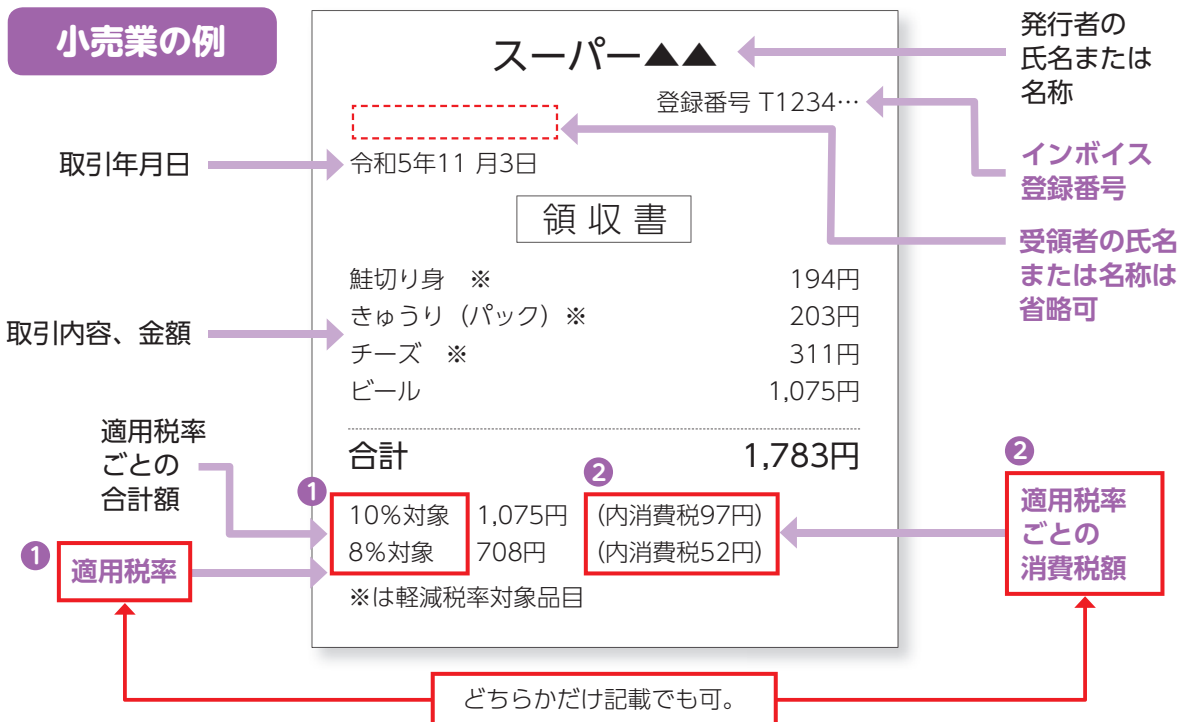 小売業の例
スーパー▲▲
発行者の
氏名または
名称
登録番号 T1234…
インボイス
登録番号
取引年月日
令和5年11 月3日
受領者の氏名
または名称は
省略可
領収書
取引内容、金額
鮭切り身 ※ 194円
きゅうり（パック）※ 203円
チーズ ※ 311円
ビール 1,075円
合計 1,783円
適用税率
ごとの
合計額
❶
❷
10%対象 1,075円 (内消費税97円)
8%対象 708円 (内消費税52円)
❶
適用税率
❷
適用税率
ごとの
消費税額
※は軽減税率対象品目
どちらかだけ記載でも可。